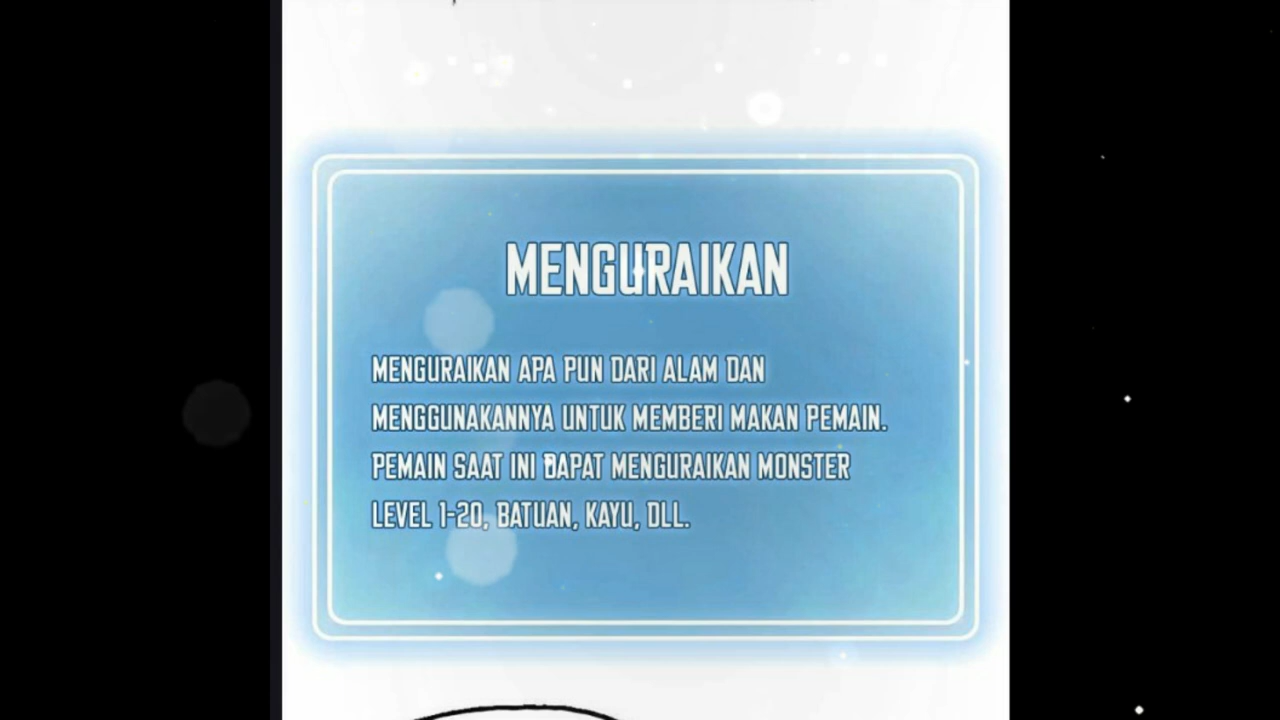 MENGURAIKAN
MENGURAIKAN APA PUN DARI ALAM DAN
MENGGUNAKANNYA UNTUK MEMBERI MAKAN PEMAIN.
PEMAIN SAAT INI DAPAT MENGURAIKAN MONSTER
LEVEL 1-20, BATUAN, KAYU, DLL.